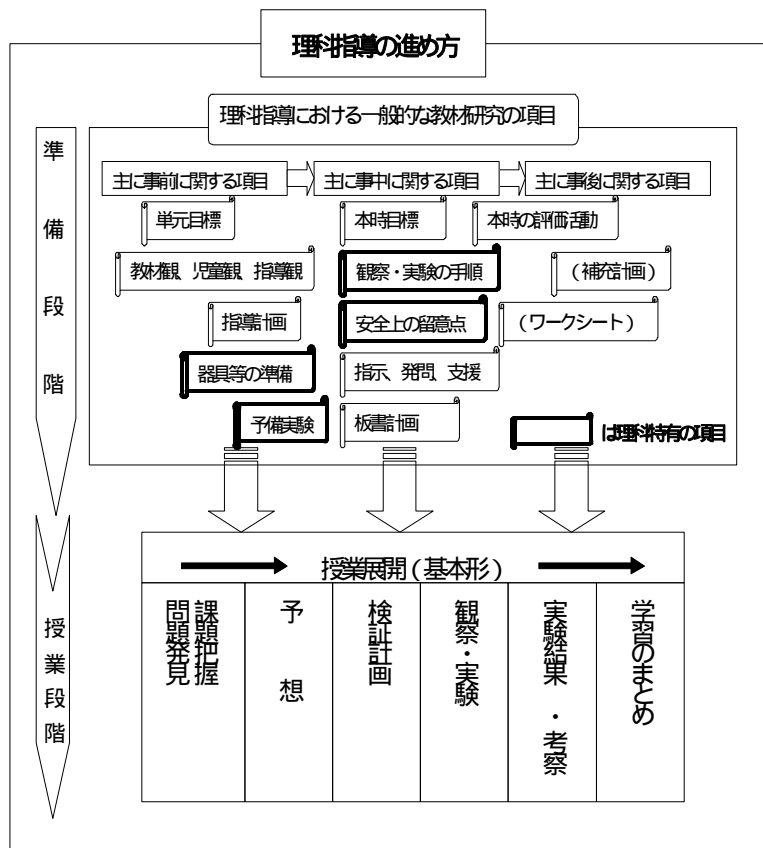 理科指導の進め方
理科指導における一般的な教材研究の項目
準備段階
主に事前に関する項目
主に事中に関する項目
主に事後に関する項目
単元目標
本時目標
本時の評価活動
教材観、児童観、指導観
観察・実験の手順
(補充計画)
指導計画
安全上の留意点
(ワークシート)
器具等の準備
指示、発問、支援
予備実験
板書計画
は理科特有の項目
授業段階
授業展開(基本形)
課題把握
問題発見
予想
検証計画
観察・実験
実験結果・考察
学習のまとめ